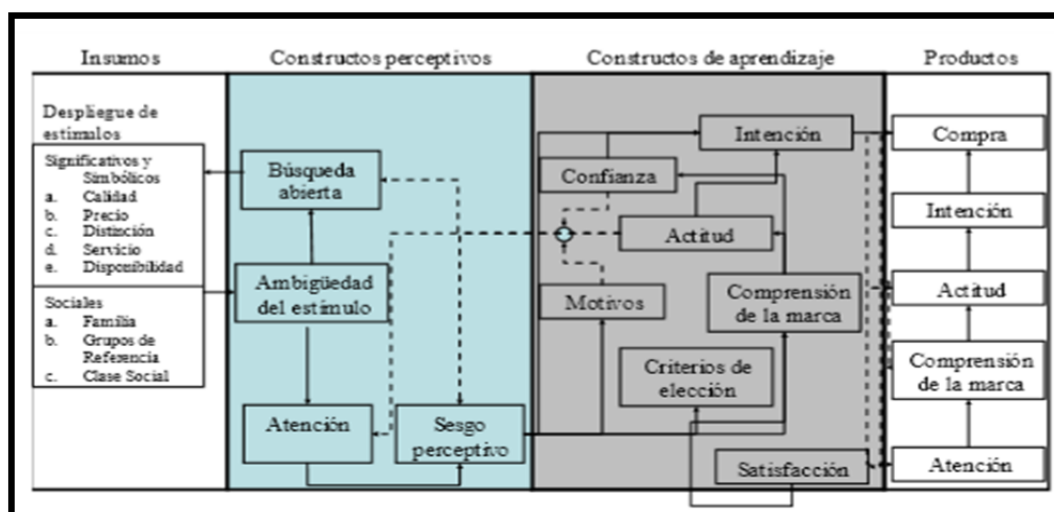 Insumos
Constructos perceptivos
Constructos de aprendizaje
Productos
Despliegue de
estímulos
Significativos y
Simbólicos
a. Calidad
b. Precio
c. Distinción
d. Servicio
e. Disponibilidad
Sociales
a. Familia
b. Grupos de
Referencia
c. Clase Social
Búsqueda
abierta
Ambigüedad
del estímulo
Atención
Sesgo
perceptivo
Intención
Confianza
Actitud
Motivos
Comprensión
de la marca
Criterios de
elección
Satisfacción
Compra
Intención
Actitud
Comprensión
de la marca
Atención